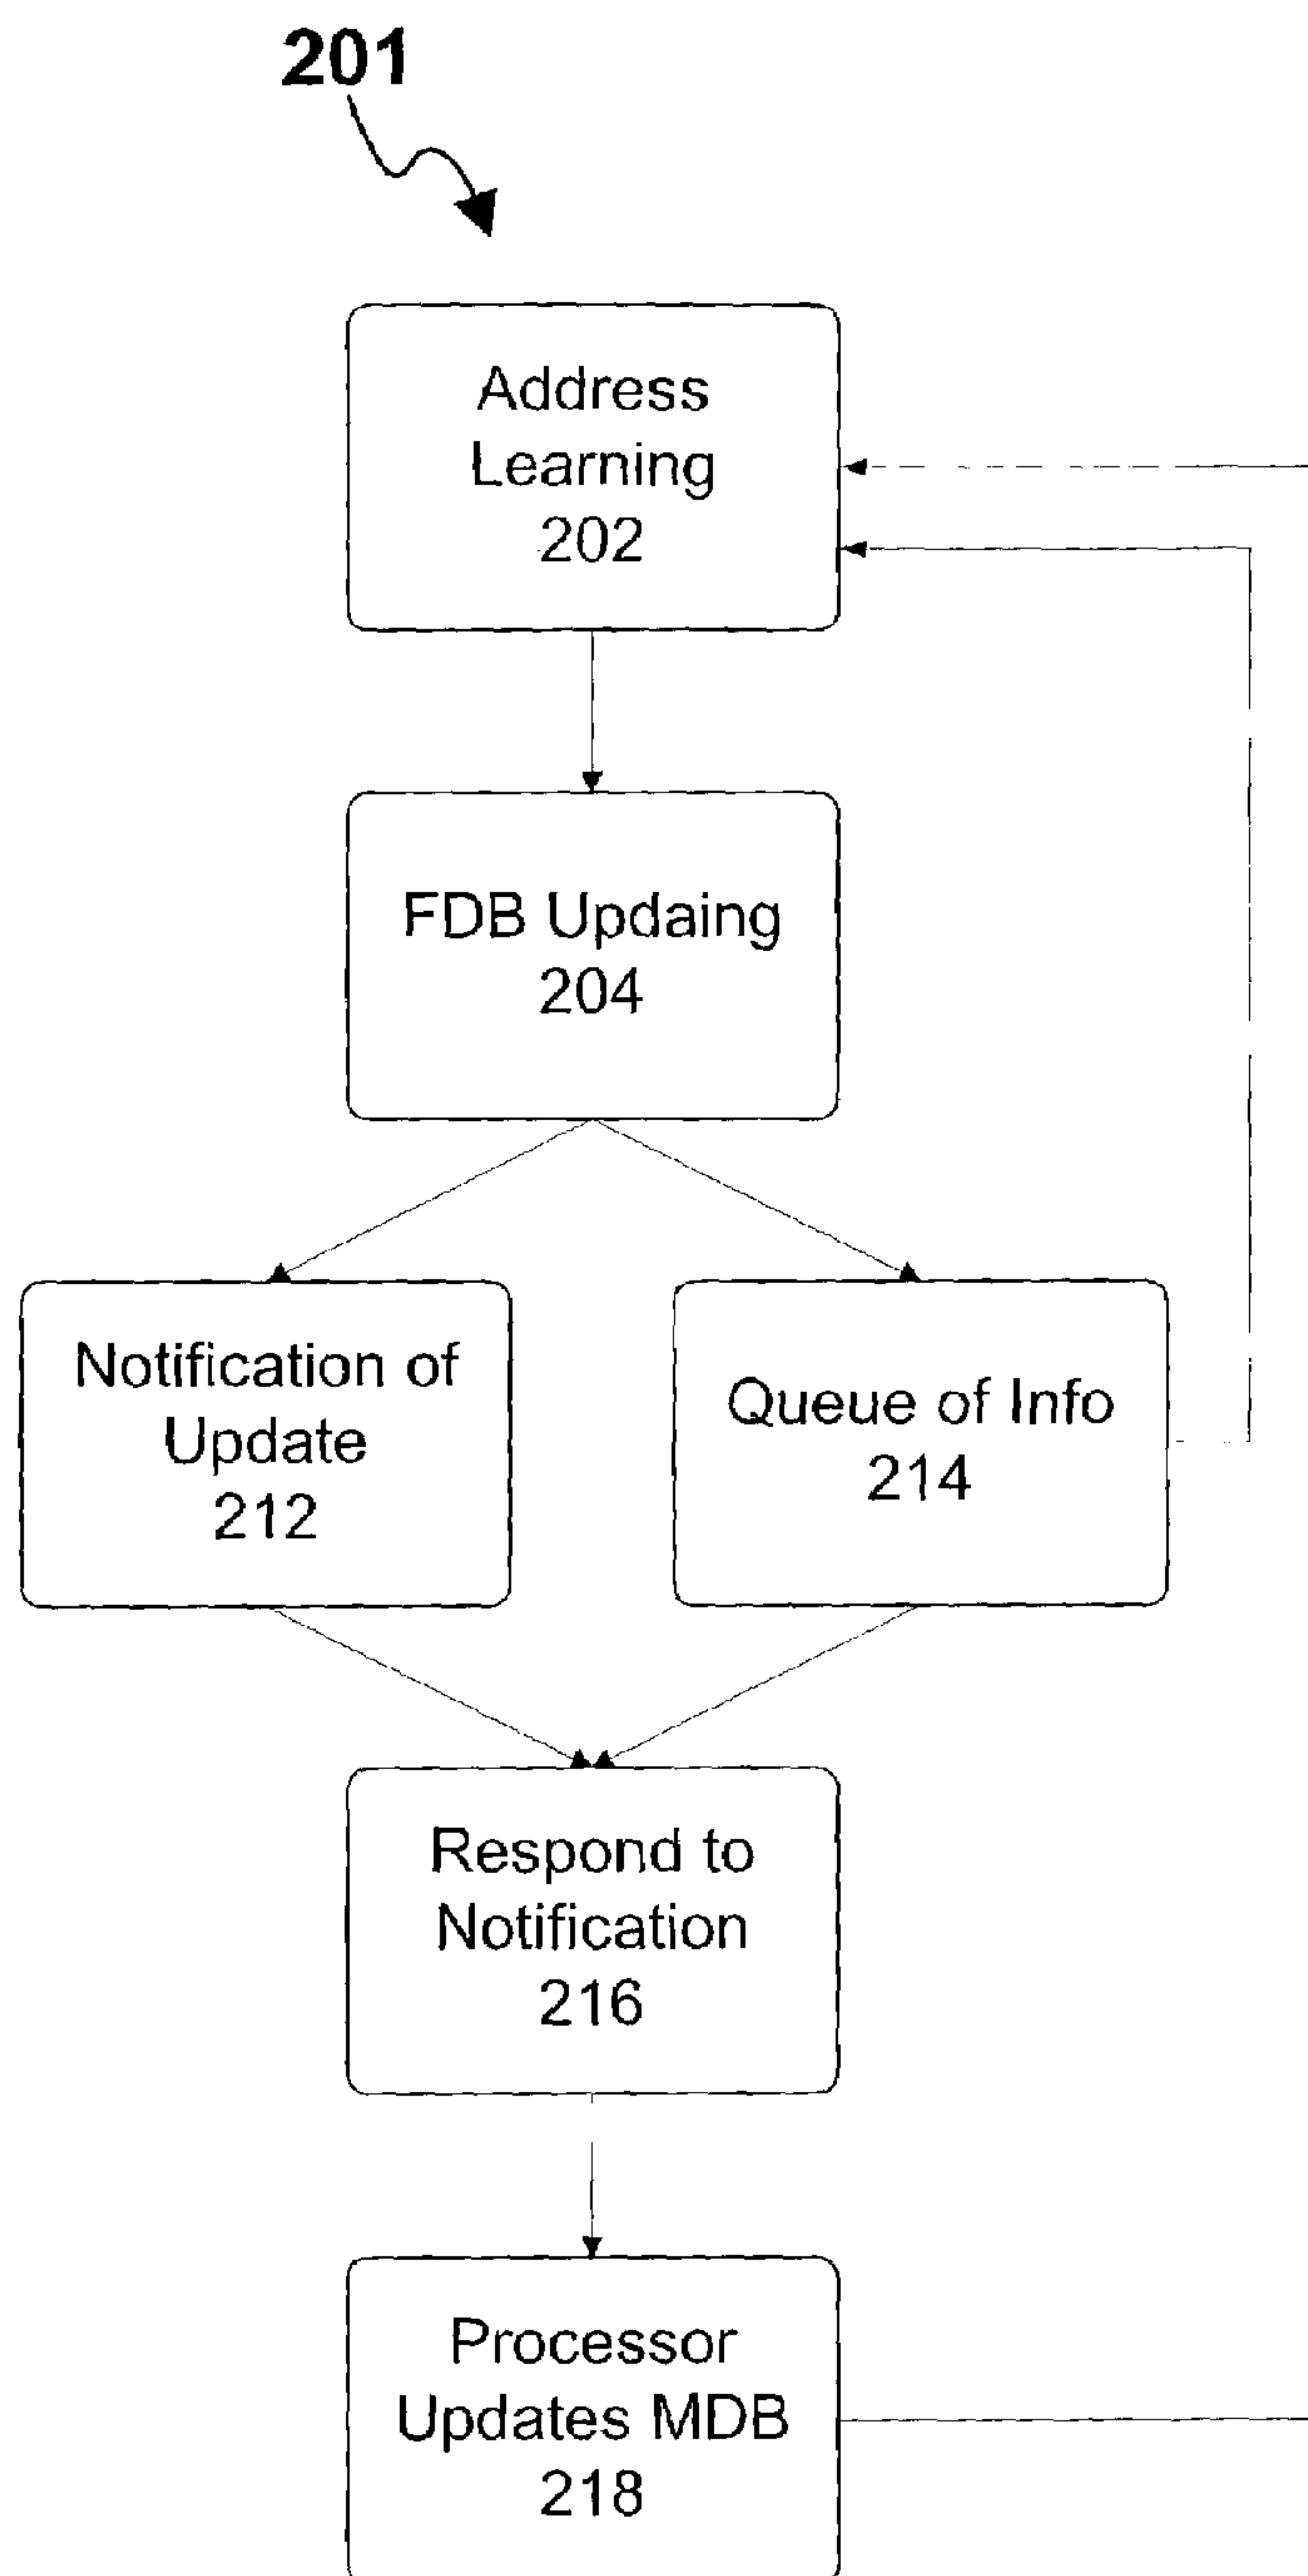 201
Address
Learning
202
FDB Updaing
204
Notification of
Update
212
Queue of Info
214
Respond to
Notification
216
Processor
Updates MDB
218